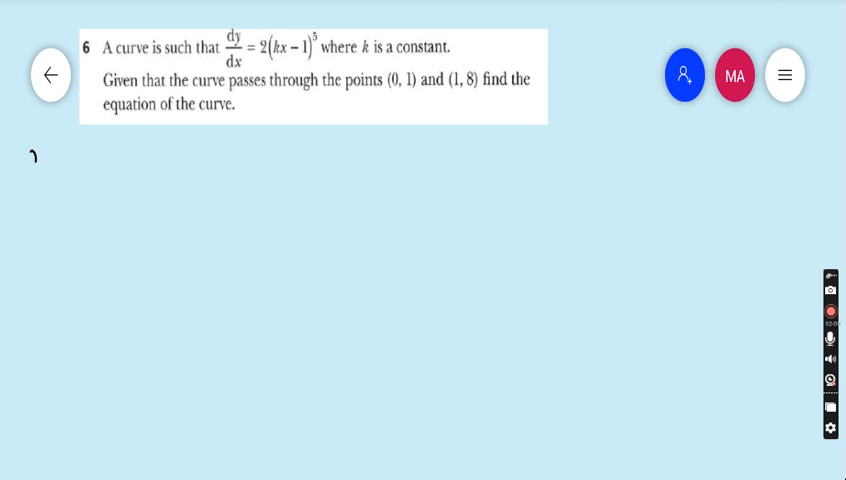 6 A curve is such that dy/dx = 2(kx – 1)⁵ where k is a constant.
Given that the curve passes through the points (0, 1) and (1, 8) find the
equation of the curve.
MA